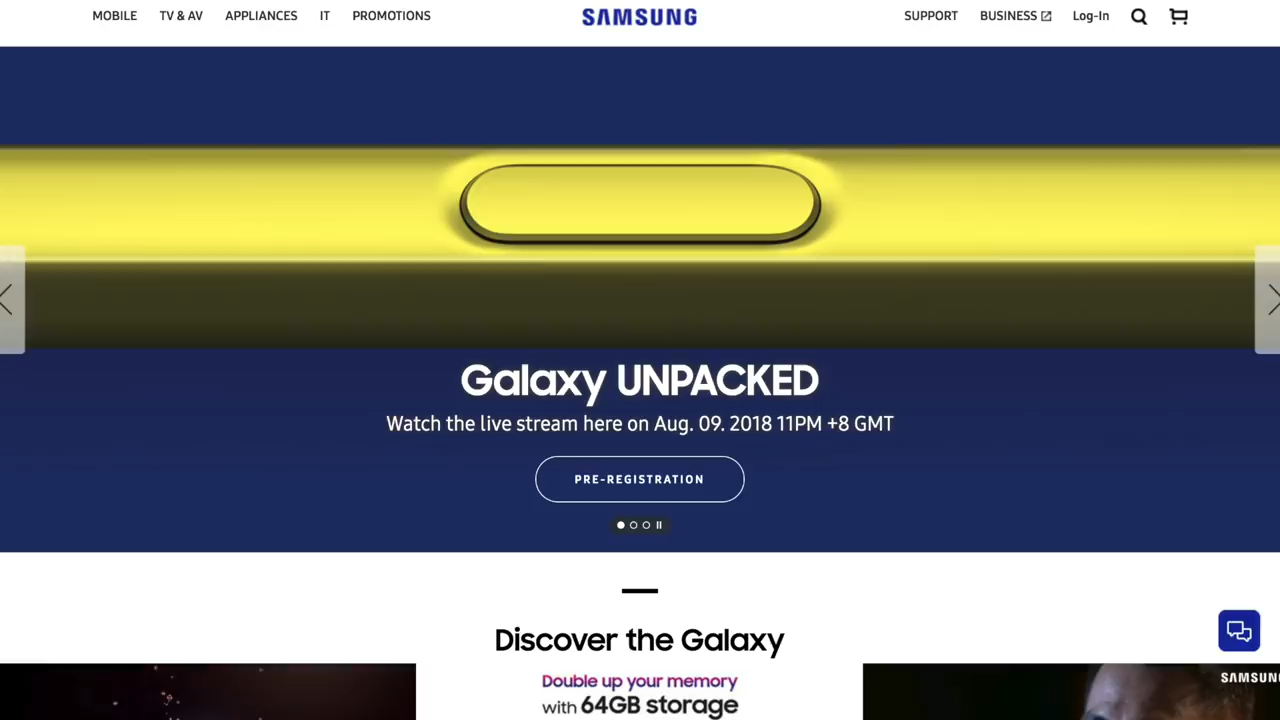 MOBILE TV & AV APPLIANCES IT PROMOTIONS SAMSUNG SUPPORT BUSINESS Log-In
Galaxy UNPACKED
Watch the live stream here on Aug. 09. 2018 11PM +8 GMT
PRE-REGISTRATION
Discover the Galaxy
Double up your memory
with 64GB storage
SAMSUNG